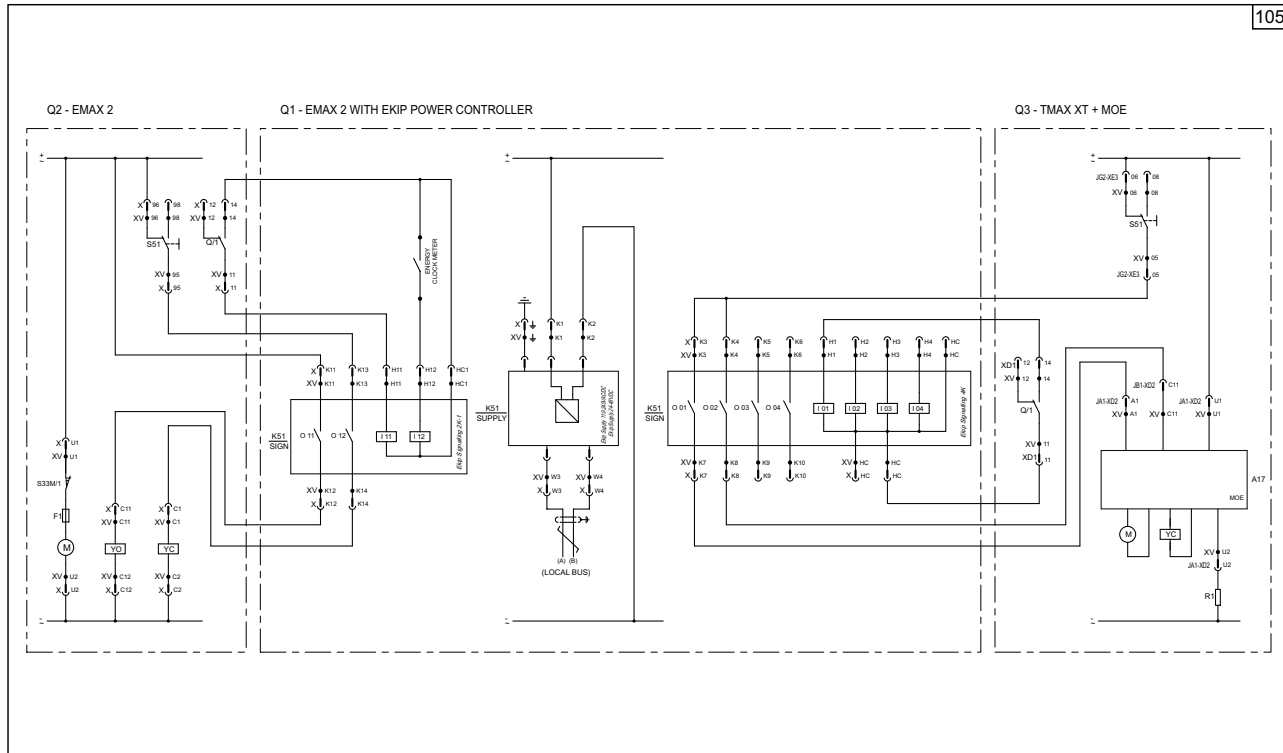 105
Q2 - EMAX 2
Q1 - EMAX 2 WITH EKIP POWER CONTROLLER
Q3 - TMAX XT + MOE
+
~
+
~
+
~
X 96 98 X 12 14
XV 96 98 XV 12 14
S51 Q/1
XV 95 XV 11
X 95 X 11
ENERGY
CLOCK METER
JG2-XE3 06 08
XV 06 08
S51
XV 05
JG2-XE3 05
X K11 K13 H11 H12 HC1
XV K11 K13 H11 H12 HC1
K51
SIGN
O 11 O 12 I 11 I 12
Ekip Signalling 2K-1
XV K12 K14
X K12 K14
X K1 K2
XV K1 K2
K51
SUPPLY
XV W3 XV W4
X W3 X W4
(A) (B)
(LOCAL BUS)
X K3 K4 K5 K6 H1 H2 H3 H4 HC
XV K3 K4 K5 K6 H1 H2 H3 H4 HC
K51
SIGN
O 01 O 02 O 03 O 04 I 01 I 02 I 03 I 04
Ekip Signalling 4K
XV K7 K8 K9 K10 XV HC HC
X K7 K8 K9 K10 X HC HC
XD1 12 14
XV 12 14
Q/1
XV 11
XD1 11
JA1-XD2 A1 JB1-XD2 C11 JA1-XD2 U1
XV A1 XV C11 XV U1
A17
MOE
M YC
XV U2
JA1-XD2 U2
R1
X U1
XV U1
S33M/1
F1
M
XV U2
X U2
X C11 X C1
XV C11 XV C1
YO YC
XV C12 XV C2
X C12 X C2
-
~
-
~
-
~